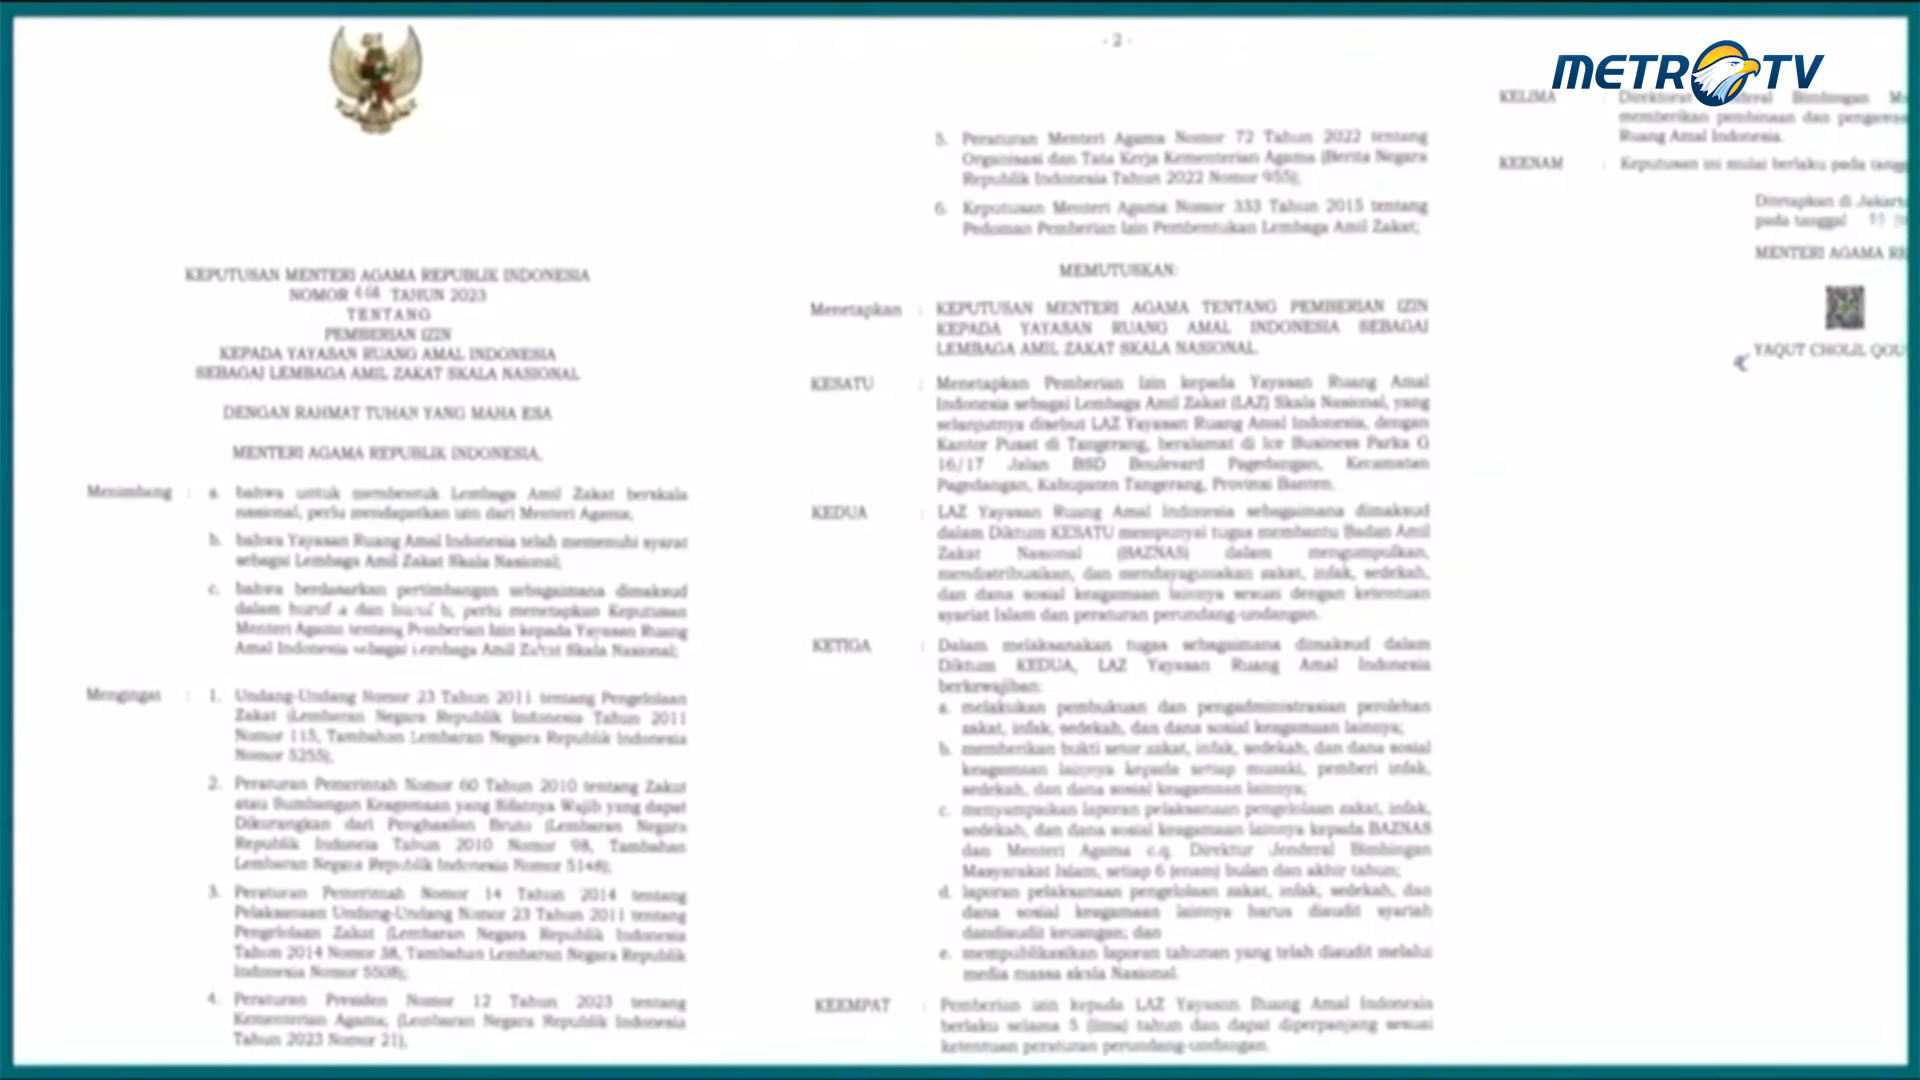 METRO TV
KEPUTUSAN MENTERI AGAMA REPUBLIK INDONESIA
NOMOR TAHUN 2023
TENTANG
PEMBERIAN IZIN
KEPADA YAYASAN RUANG AMAL INDONESIA
SEBAGAI LEMBAGA AMIL ZAKAT SKALA NASIONAL
DENGAN RAHMAT TUHAN YANG MAHA ESA
MENTERI AGAMA REPUBLIK INDONESIA,
Menimbang : a. bahwa untuk membentuk Lembaga Amil Zakat berskala
nasional, perlu mendapatkan izin dari Menteri Agama;
b. bahwa Yayasan Ruang Amal Indonesia telah memenuhi syarat
sebagai Lembaga Amil Zakat Skala Nasional;
c. bahwa berdasarkan pertimbangan sebagaimana dimaksud
dalam huruf a dan huruf b, perlu menetapkan Keputusan
Menteri Agama tentang Pemberian Izin kepada Yayasan Ruang
Amal Indonesia sebagai Lembaga Amil Zakat Skala Nasional;
Mengingat : 1. Undang-Undang Nomor 23 Tahun 2011 tentang Pengelolaan
Zakat (Lembaran Negara Republik Indonesia Tahun 2011
Nomor 115, Tambahan Lembaran Negara Republik Indonesia
Nomor 5255);
2. Peraturan Pemerintah Nomor 60 Tahun 2010 tentang Zakat
atau Sumbangan Keagamaan yang Sifatnya Wajib yang dapat
Dikurangkan dari Penghasilan Bruto (Lembaran Negara
Republik Indoneia Tahun 2010 Nomor 98, Tambahan
Lembaran Negara Republik Indonesia Nomor 5148);
3. Peraturan Pemerintah Nomor 14 Tahun 2014 tentang
Pelaksanaan Undang-Undang Nomor 23 Tahun 2011 tentang
Pengelolaan Zakat (Lembaran Negara Republik Indonesia
Tahun 2014 Nomor 38, Tambahan Lembaran Negara Republik
Indonesia Nomor 5508);
4. Peraturan Presiden Nomor 12 Tahun 2023 tentang
Kementerian Agama; (Lembaran Negara Republik Indonesia
Tahun 2023 Nomor 21),
- 2 -
5. Peraturan Menteri Agama Nomor 72 Tahun 2022 tentang
Organisasi dan Tata Kerja Kementerian Agama (Berita Negara
Republik Indonesia Tahun 2022 Nomor 955);
6. Keputusan Menteri Agama Nomor 333 Tahun 2015 tentang
Pedoman Pemberian Izin Pembentukan Lembaga Amil Zakat;
MEMUTUSKAN:
Menetapkan : KEPUTUSAN MENTERI AGAMA TENTANG PEMBERIAN IZIN
KEPADA YAYASAN RUANG AMAL INDONESIA SEBAGAI
LEMBAGA AMIL ZAKAT SKALA NASIONAL.
KESATU : Menetapkan Pemberian Izin kepada Yayasan Ruang Amal
Indonesia sebagai Lembaga Amil Zakat (LAZ) Skala Nasional, yang
selanjutnya disebut LAZ Yayasan Ruang Amal Indonesia, dengan
Kantor Pusat di Tangerang, beralamat di Ice Business Parka G
16/17 Jalan BSD Boulevard Pagedangan, Kecamatan
Pagedangan, Kabupaten Tangerang, Provinsi Banten.
KEDUA : LAZ Yayasan Ruang Amal Indonesia sebagaimana dimaksud
dalam Diktum KESATU mempunyai tugas membantu Badan Amil
Zakat Nasional (BAZNAS) dalam mengumpulkan,
mendistribusikan, dan mendayagunakan zakat, infak, sedekah,
dan dana sosial keagamaan lainnya sesuai dengan ketentuan
syariat Islam dan peraturan perundang-undangan.
KETIGA : Dalam melaksanakan tugas sebagaimana dimaksud dalam
Diktum KEDUA, LAZ Yayasan Ruang Amal Indonesia
berkewajiban:
a. melakukan pembukuan dan pengadministrasian perolehan
zakat, infak, sedekah, dan dana sosial keagamaan lainnya;
b. memberikan bukti setor zakat, infak, sedekah, dan dana sosial
keagamaan lainnya kepada setiap muzaki, pemberi infak,
sedekah, dan dana sosial keagamaan lainnya;
c. menyampaikan laporan pelaksanaan pengelolaan zakat, infak,
sedekah, dan dana sosial keagamaan lainnya kepada BAZNAS
dan Menteri Agama c.q. Direktur Jenderal Bimbingan
Masyarakat Islam, setiap 6 (enam) bulan dan akhir tahun;
d. laporan pelaksanaan pengelolaan zakat, infak, sedekah, dan
dana sosial keagamaan lainnya harus diaudit syariah
dandiaudit keuangan; dan
e. mempublikasikan laporan tahunan yang telah diaudit melalui
media massa skala Nasional.
KEEMPAT : Pemberian izin kepada LAZ Yayasan Ruang Amal Indonesia
berlaku selama 5 (lima) tahun dan dapat diperpanjang sesuai
ketentuan peraturan perundang-undangan.
KELIMA : Direktorat Bimbingan
memberikan pembinaan dan
Ruang Amal Indonesia.
KEENAM : Keputusan ini mulai berlaku pada
Ditetapkan di
pada tanggal
MENTERI AGAMA
YAQUT CHOLIL